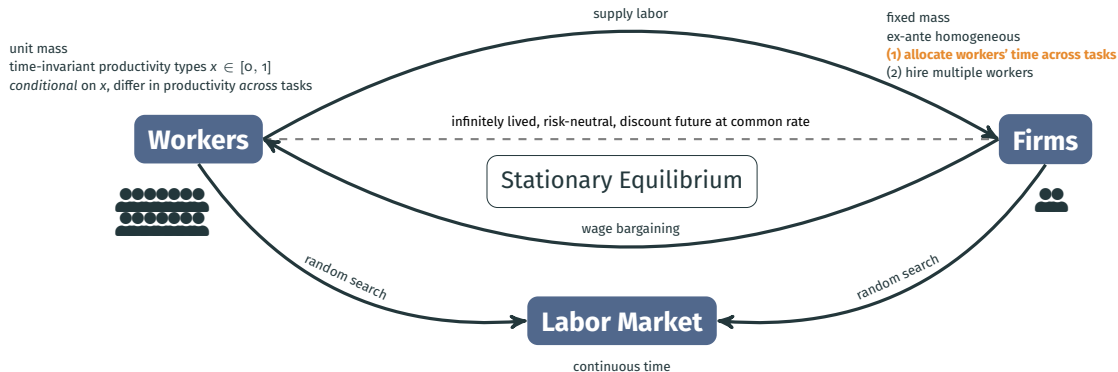 supply labor
fixed mass
ex-ante homogeneous
(1) allocate workers' time across tasks
(2) hire multiple workers
unit mass
time-invariant productivity types x ∈ [0, 1]
conditional on x, differ in productivity across tasks
infinitely lived, risk-neutral, discount future at common rate
Workers
Firms
Stationary Equilibrium
wage bargaining
random search
random search
Labor Market
continuous time